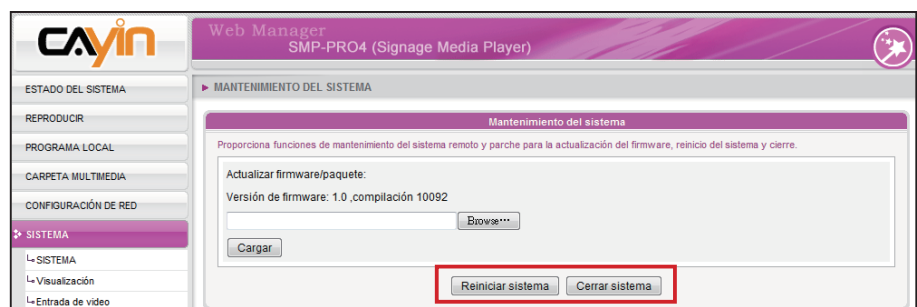 CAYIN
Web Manager
SMP-PRO4 (Signage Media Player)
ESTADO DEL SISTEMA
REPRODUCIR
PROGRAMA LOCAL
CARPETA MULTIMEDIA
CONFIGURACIÓN DE RED
SISTEMA
SISTEMA
Visualización
Entrada de video
MANTENIMIENTO DEL SISTEMA
Mantenimiento del sistema
Proporciona funciones de mantenimiento del sistema remoto y parche para la actualización del firmware, reinicio del sistema y cierre.
Actualizar firmware/paquete:
Versión de firmware: 1.0 ,compilación 10092
Browse...
Cargar
Reiniciar sistema Cerrar sistema